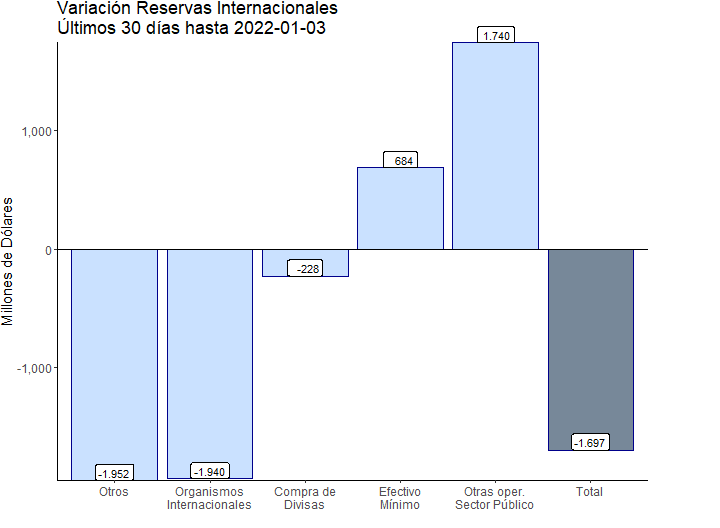 Variación Reservas Internacionales
Últimos 30 días hasta 2022-01-03
Millones de Dólares
1,000
0
-1,000
-1.952
-1.940
-228
684
1.740
-1.697
Otros
Organismos
Internacionales
Compra de
Divisas
Efectivo
Mínimo
Otras oper.
Sector Público
Total